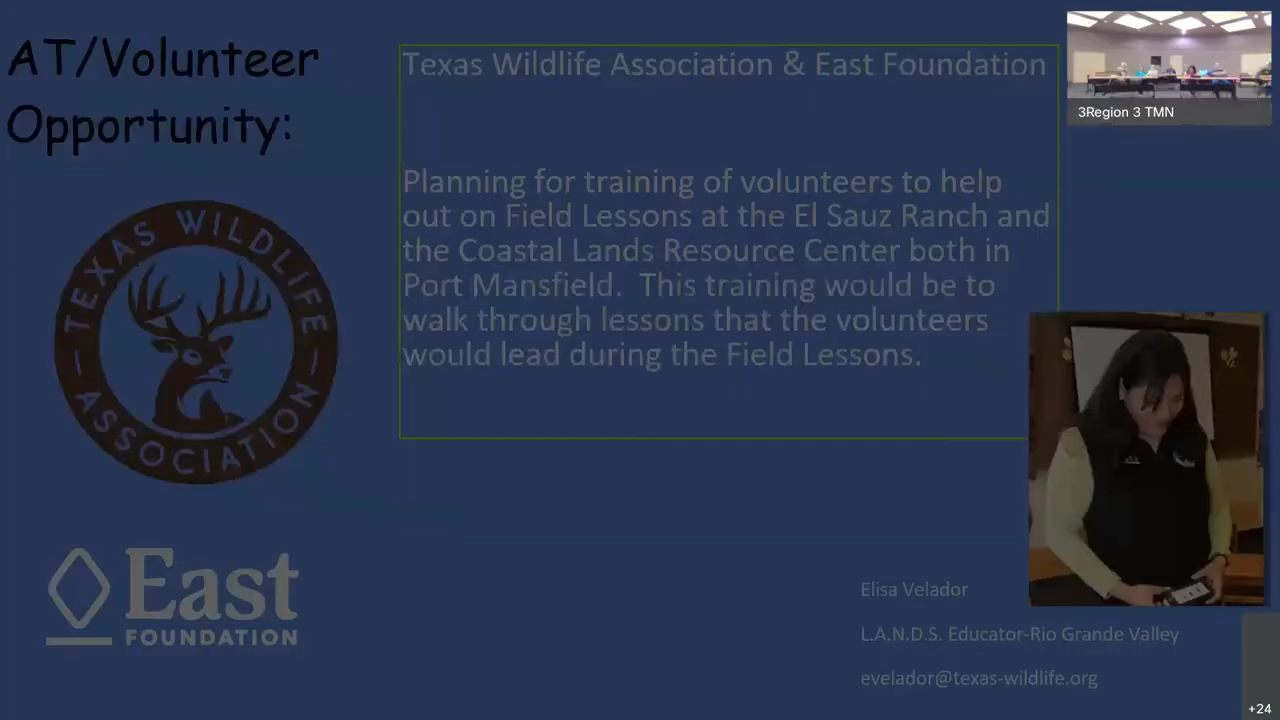 AT/Volunteer
Opportunity:
Texas Wildlife Association & East Foundation
Planning for training of volunteers to help
out on Field Lessons at the El Sauz Ranch and
the Coastal Lands Resource Center both in
Port Mansfield.  This training would be to
walk through lessons that the volunteers
would lead during the Field Lessons.
TEXAS WILDLIFE
ASSOCIATION
East
FOUNDATION
Elisa Velador
L.A.N.D.S. Educator-Rio Grande Valley
evelador@texas-wildlife.org
3Region 3 TMN
+24